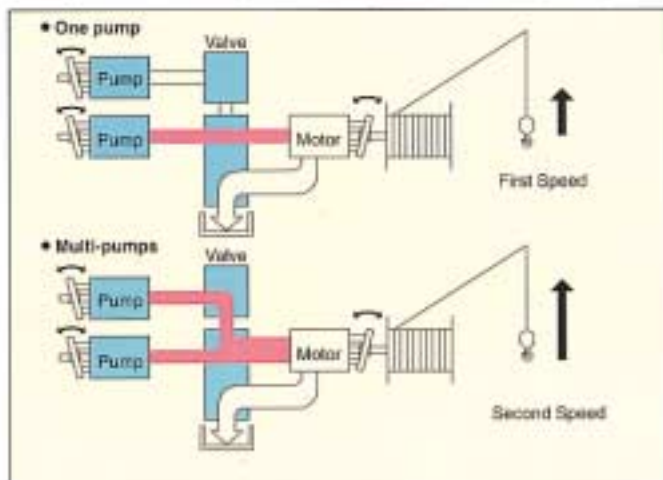 • One pump
Valve
Pump
Pump
Motor
First Speed
• Multi-pumps
Valve
Pump
Pump
Motor
Second Speed